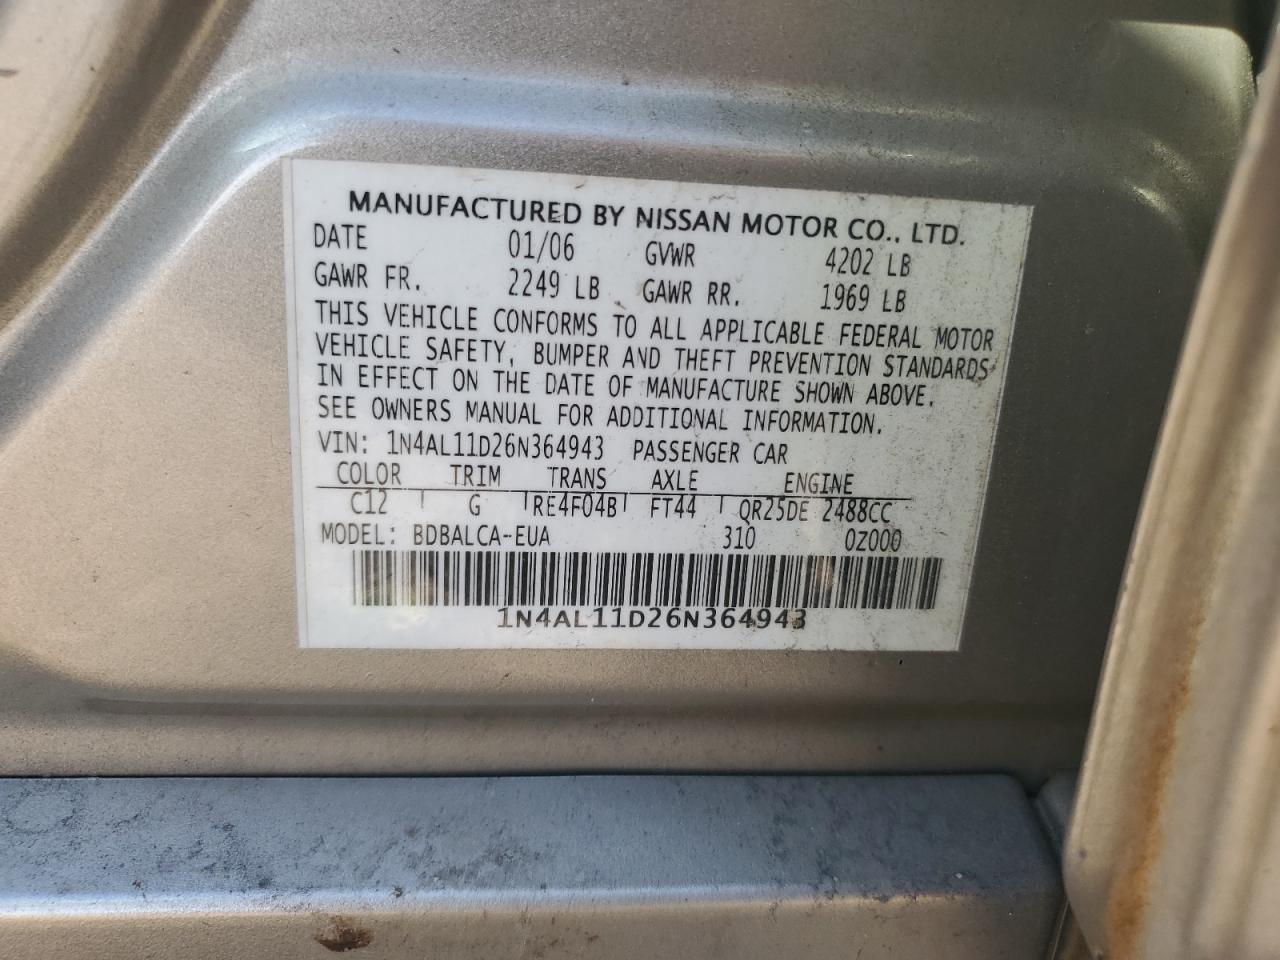 MANUFACTURED BY NISSAN MOTOR CO., LTD.
DATE 01/06 GVWR 4202 LB
GAWR FR. 2249 LB GAWR RR. 1969 LB
THIS VEHICLE CONFORMS TO ALL APPLICABLE FEDERAL MOTOR
VEHICLE SAFETY, BUMPER AND THEFT PREVENTION STANDARDS
IN EFFECT ON THE DATE OF MANUFACTURE SHOWN ABOVE.
SEE OWNERS MANUAL FOR ADDITIONAL INFORMATION.
VIN: 1N4AL11D26N364943 PASSENGER CAR
COLOR TRIM TRANS AXLE ENGINE
C12 G RE4F04B FT44 QR25DE 2488CC
MODEL: BDBALCA-EUA 310 0Z000
1N4AL11D26N364943